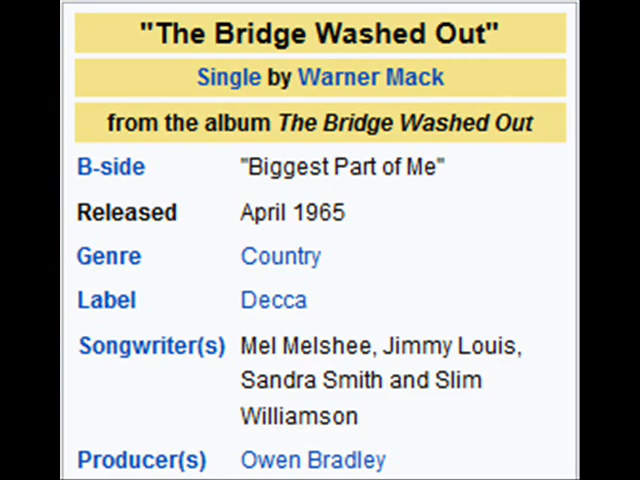 "The Bridge Washed Out"
Single by Warner Mack
from the album The Bridge Washed Out
B-side "Biggest Part of Me"
Released April 1965
Genre Country
Label Decca
Songwriter(s) Mel Melshee, Jimmy Louis,
Sandra Smith and Slim
Williamson
Producer(s) Owen Bradley